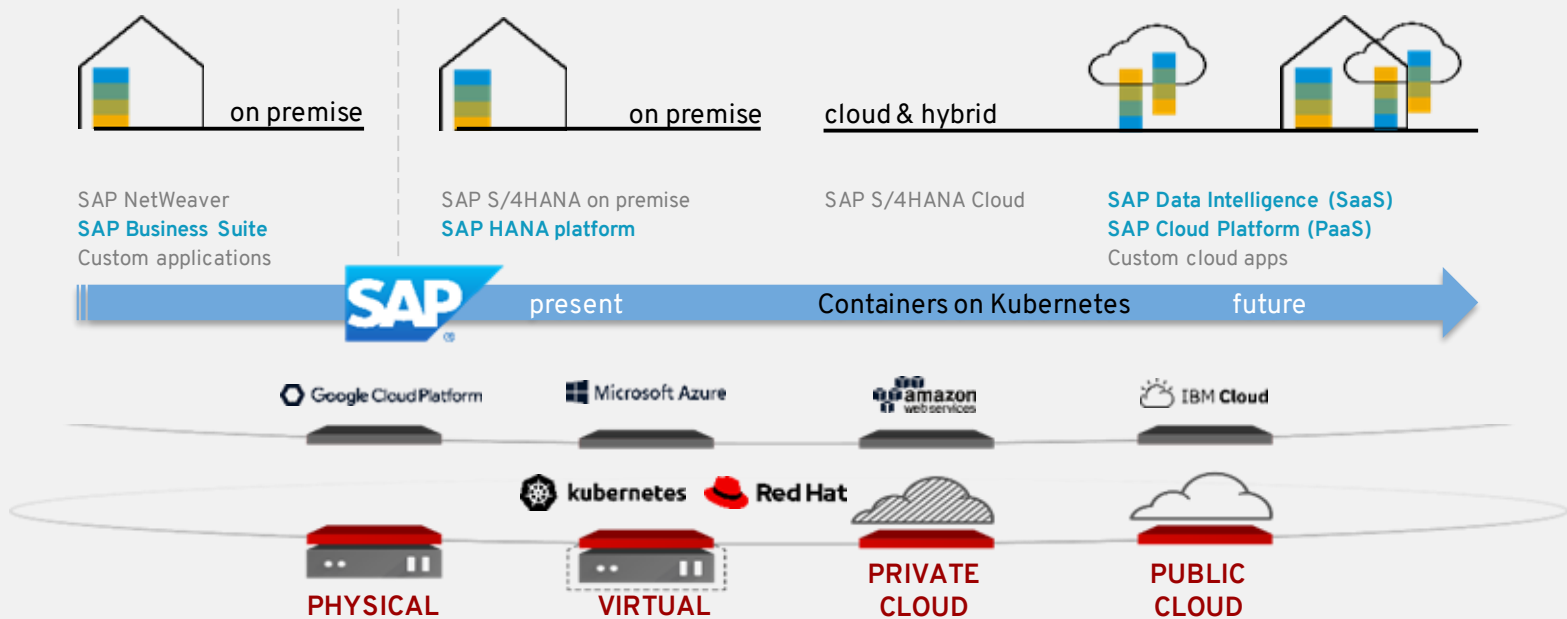 on premise
on premise
cloud & hybrid
SAP NetWeaver
SAP Business Suite
Custom applications
SAP S/4HANA on premise
SAP HANA platform
SAP S/4HANA Cloud
SAP Data Intelligence (SaaS)
SAP Cloud Platform (PaaS)
Custom cloud apps
SAP
®
present
Containers on Kubernetes
future
Google Cloud Platform
Microsoft Azure
amazon
webservices
IBM Cloud
kubernetes
Red Hat
PHYSICAL
VIRTUAL
PRIVATE
CLOUD
PUBLIC
CLOUD